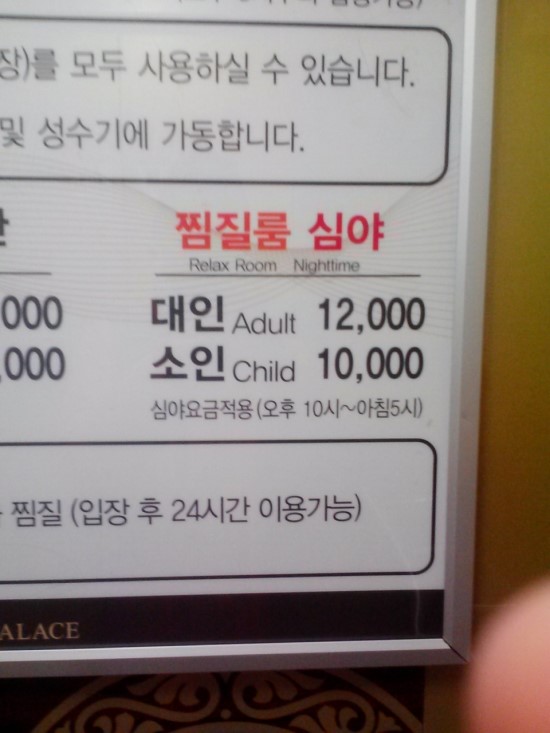 장)를 모두 사용하실 수 있습니다.
및 성수기에 가동합니다.
찜질룸 심야
Relax Room Nighttime
,000 대인 Adult 12,000
,000 소인 Child 10,000
심야요금적용(오후 10시~아침5시)
찜질 (입장 후 24시간 이용가능)
ALACE